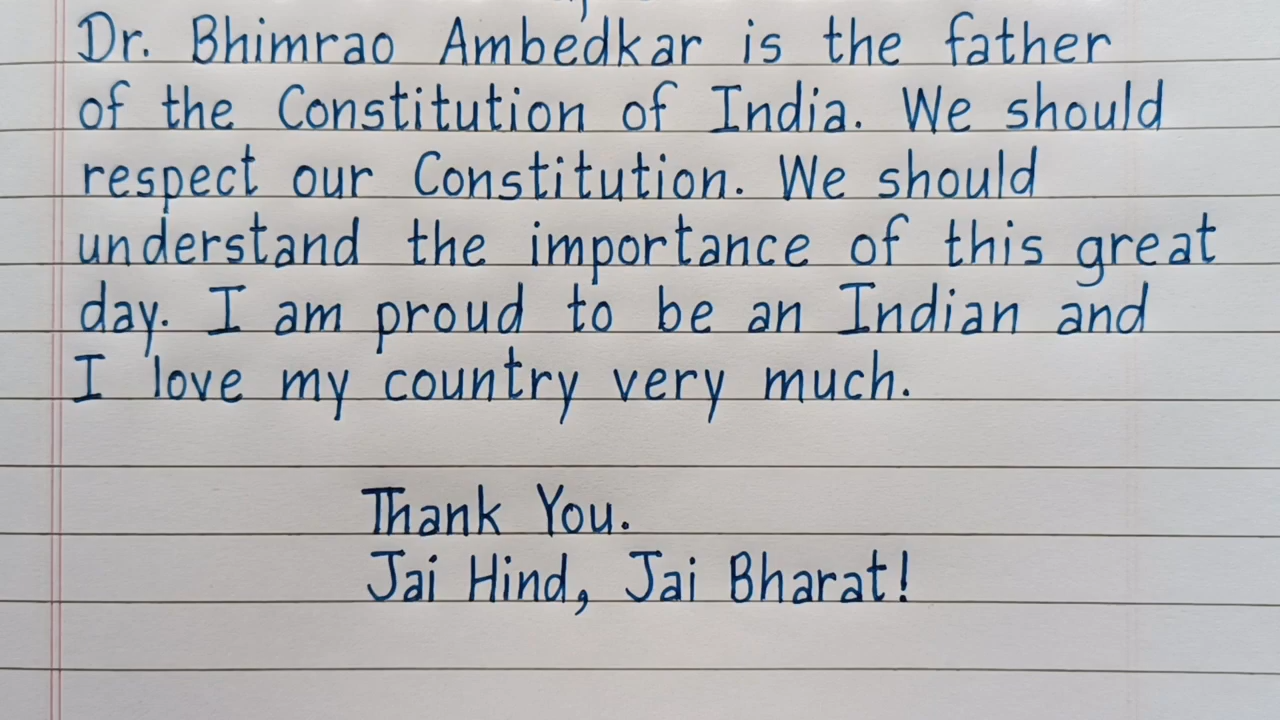 Dr. Bhimrao Ambedkar is the father
of the Constitution of India. We should
respect our Constitution. We should
understand the importance of this great
day. I am proud to be an Indian and
I love my country very much.
Thank You.
Jai Hind, Jai Bharat!